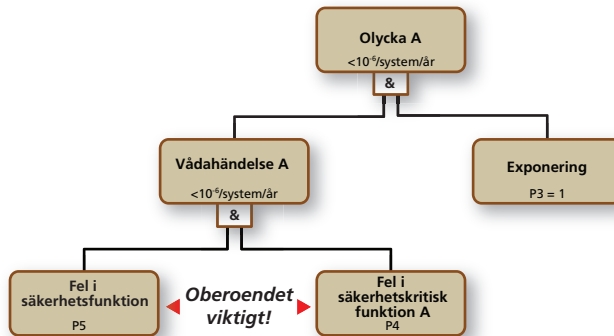 Olycka A
<10⁻⁶/system/år
&
Vådahändelse A
<10⁻⁶/system/år
Exponering
P3 = 1
&
Fel i
säkerhetsfunktion
P5
Oberoendet
viktigt!
Fel i
säkerhetskritisk
funktion A
P4